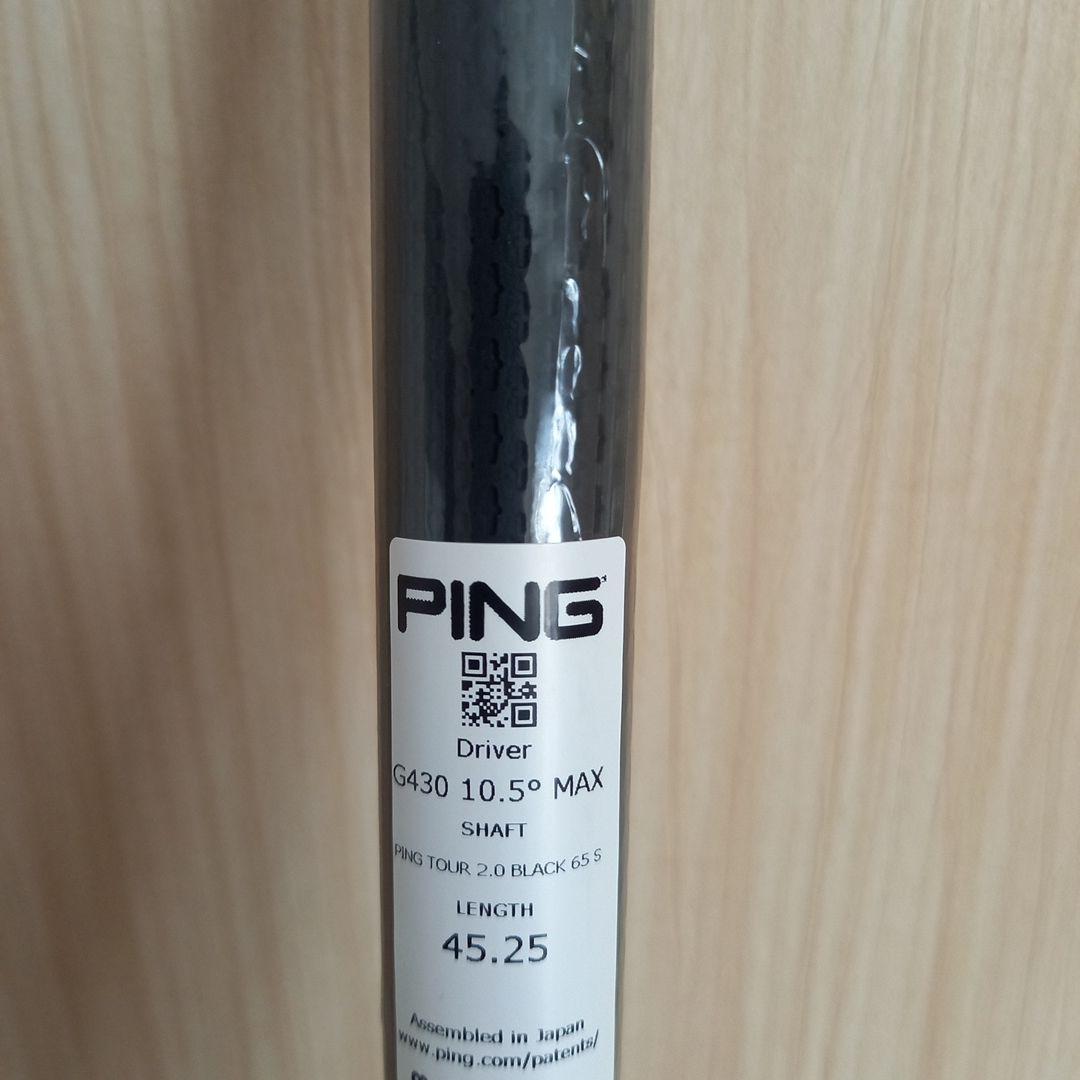 PING
Driver
G430 10.5º MAX
SHAFT
PING TOUR 2.0 BLACK 65 S
LENGTH
45.25
Assembled in Japan
www.ping.com/patents/